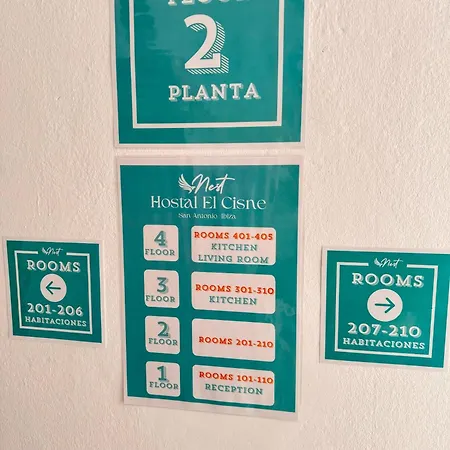 FLOOR
2
PLANTA
Nest
Hostal El Cisne
San Antonio Ibiza
4
FLOOR
ROOMS 401-405
KITCHEN
LIVING ROOM
3
FLOOR
ROOMS 301-310
KITCHEN
2
FLOOR
ROOMS 201-210
1
FLOOR
ROOMS 101-110
RECEPTION
Nest
ROOMS
←
201-206
HABITACIONES
Nest
ROOMS
→
207-210
HABITACIONES